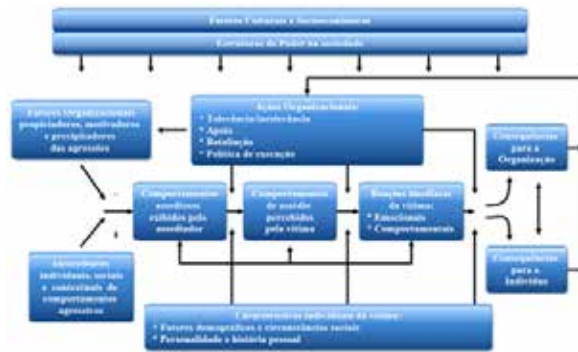 Fatores Culturais e Socioeconômicos
Estruturas de Poder na sociedade
Fatores Organizacionais
propiciadores, motivadores
e precipitadores
das agressões
Ações Organizacionais:
* Tolerância/intolerância
* Apoio
* Retaliação
* Política de execução
Consequências
para a
Organização
Comportamentos
assediosos
exibidos pelo
assediador
Comportamentos
de assédio
percebidos
pela vítima
Reações imediatas
da vítima:
* Emocionais
* Comportamentais
Antecedentes
individuais, sociais
e contextuais do
comportamentos
agressivos
Consequências
para o
Indivíduo
Características individuais da vítima:
* Fatores demográficos e circunstâncias sociais
* Personalidade e história pessoal